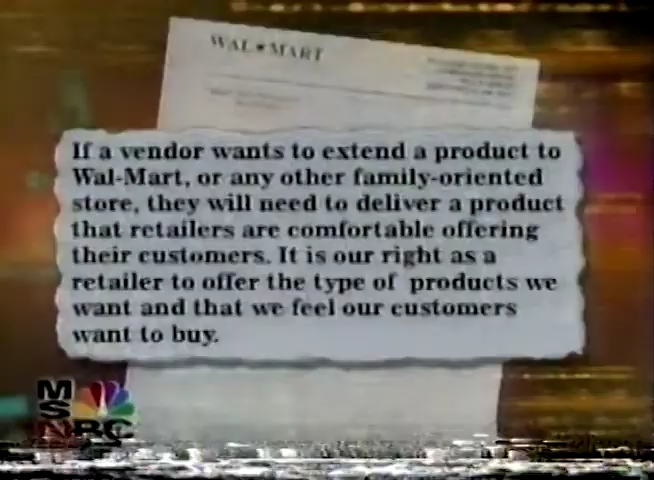 WAL★MART
If a vendor wants to extend a product to
Wal-Mart, or any other family-oriented
store, they will need to deliver a product
that retailers are comfortable offering
their customers. It is our right as a
retailer to offer the type of products we
want and that we feel our customers
want to buy.
MSNBC